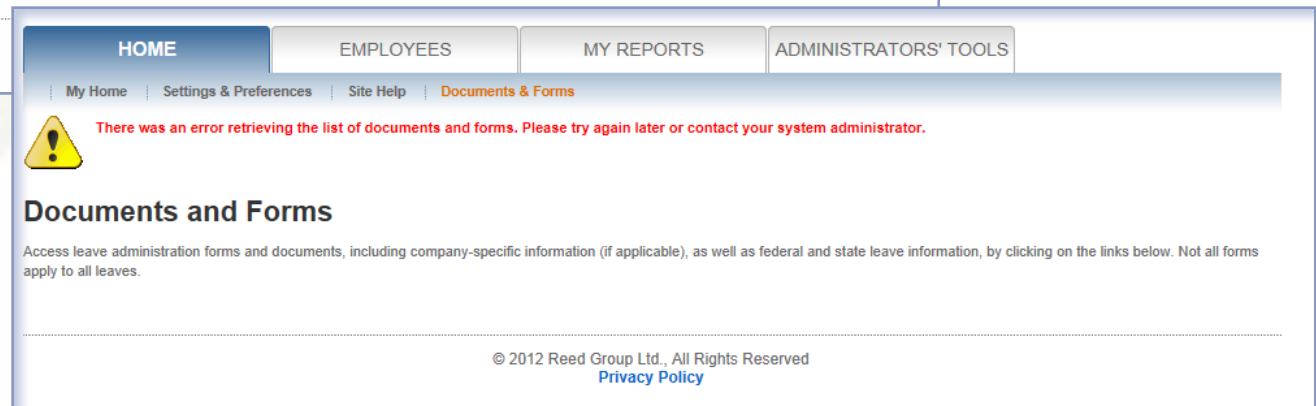 HOME EMPLOYEES MY REPORTS ADMINISTRATORS' TOOLS
My Home Settings & Preferences Site Help Documents & Forms
There was an error retrieving the list of documents and forms. Please try again later or contact your system administrator.
Documents and Forms
Access leave administration forms and documents, including company-specific information (if applicable), as well as federal and state leave information, by clicking on the links below. Not all forms
apply to all leaves.
© 2012 Reed Group Ltd., All Rights Reserved
Privacy Policy